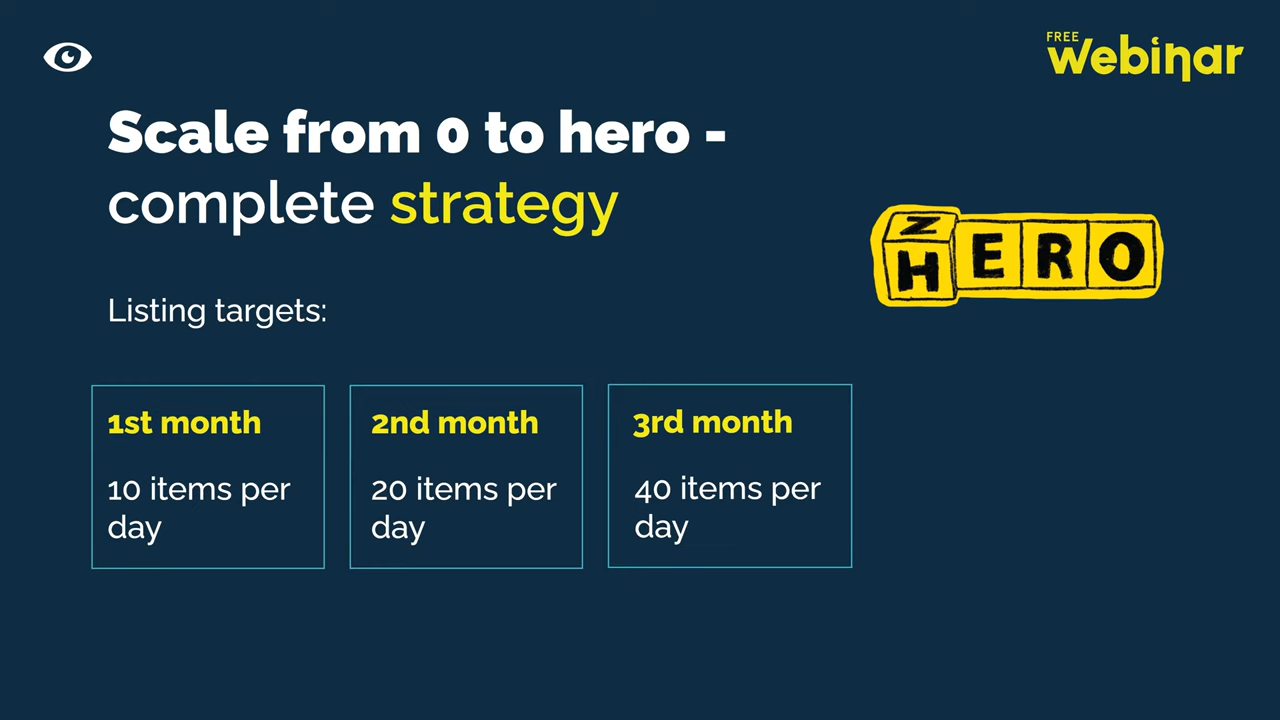 FREE
webinar
Scale from 0 to hero -
complete strategy
Z
HERO
Listing targets:
1st month
10 items per
day
2nd month
20 items per
day
3rd month
40 items per
day